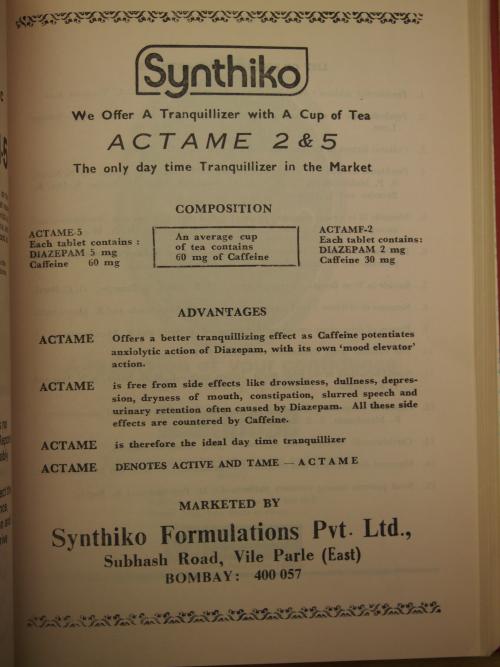 Synthiko
We Offer A Tranquillizer with A Cup of Tea
ACTAME 2 & 5
The only day time Tranquillizer in the Market
COMPOSITION
ACTAME-5
Each tablet contains :
DIAZEPAM 5 mg
Caffeine 60 mg
An average cup
of tea contains
60 mg of Caffeine
ACTAMF-2
Each tablet contains:
DIAZEPAM 2 mg
Caffeine 30 mg
ADVANTAGES
ACTAME Offers a better tranquillizing effect as Caffeine potentiates
anxiolytic action of Diazepam, with its own 'mood elevator'
action.
ACTAME is free from side effects like drowsiness, dullness, depres-
sion, dryness of mouth, constipation, slurred speech and
urinary retention often caused by Diazepam. All these side
effects are countered by Caffeine.
ACTAME is therefore the ideal day time tranquillizer
ACTAME DENOTES ACTIVE AND TAME — A C T A M E
MARKETED BY
Synthiko Formulations Pvt. Ltd.,
Subhash Road, Vile Parle (East)
BOMBAY: 400 057